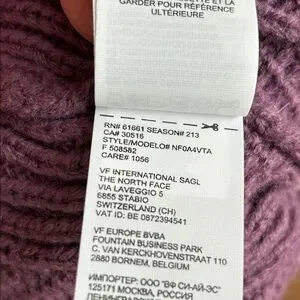 GARDER POUR RÉFÉRENCE
ULTÉRIEURE
RN# 61661 SEASON# 213
CA# 30516
STYLE/MODELO# NF0A4VTA
F 508582
CARE# 1056
VF INTERNATIONAL SAGL
THE NORTH FACE
VIA LAVEGGIO 5
5855 STABIO
SWITZERLAND (CH)
VAT ID: BE 0872394541
VF EUROPE BVBA
FOUNTAIN BUSINESS PARK
C. VAN KERCKHOVENSTRAAT 110
2880 BORNEM, BELGIUM
ИМПОРТЕР: ООО "ВФ СИ-АЙ-ЭС"
125171 МОСКВА, РОССИЯ